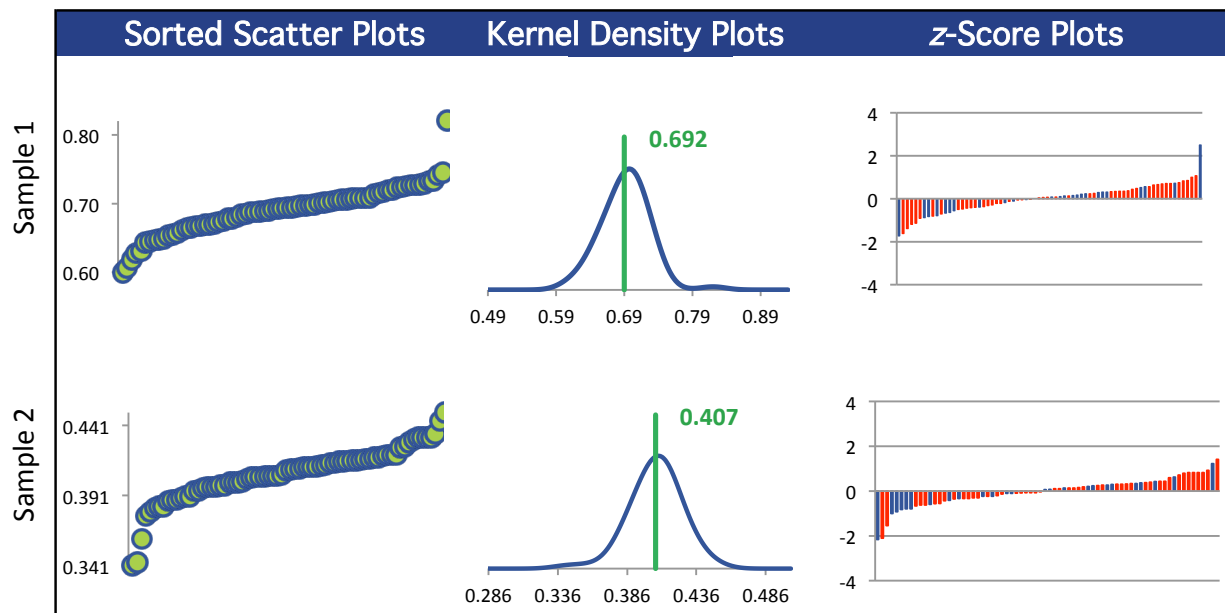 Sorted Scatter Plots
Kernel Density Plots
z-Score Plots
Sample 1
0.80
0.70
0.60
0.692
0.49 0.59 0.69 0.79 0.89
4
2
0
-2
-4
Sample 2
0.441
0.391
0.341
0.407
0.286 0.336 0.386 0.436 0.486
4
2
0
-2
-4